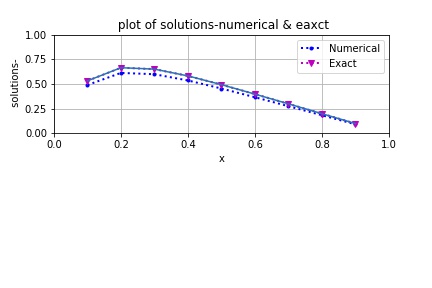 plot of solutions-numerical & eaxct
1.00
0.75
0.50
0.25
0.00
solutions-
Numerical
Exact
0.0 0.2 0.4 0.6 0.8 1.0
x